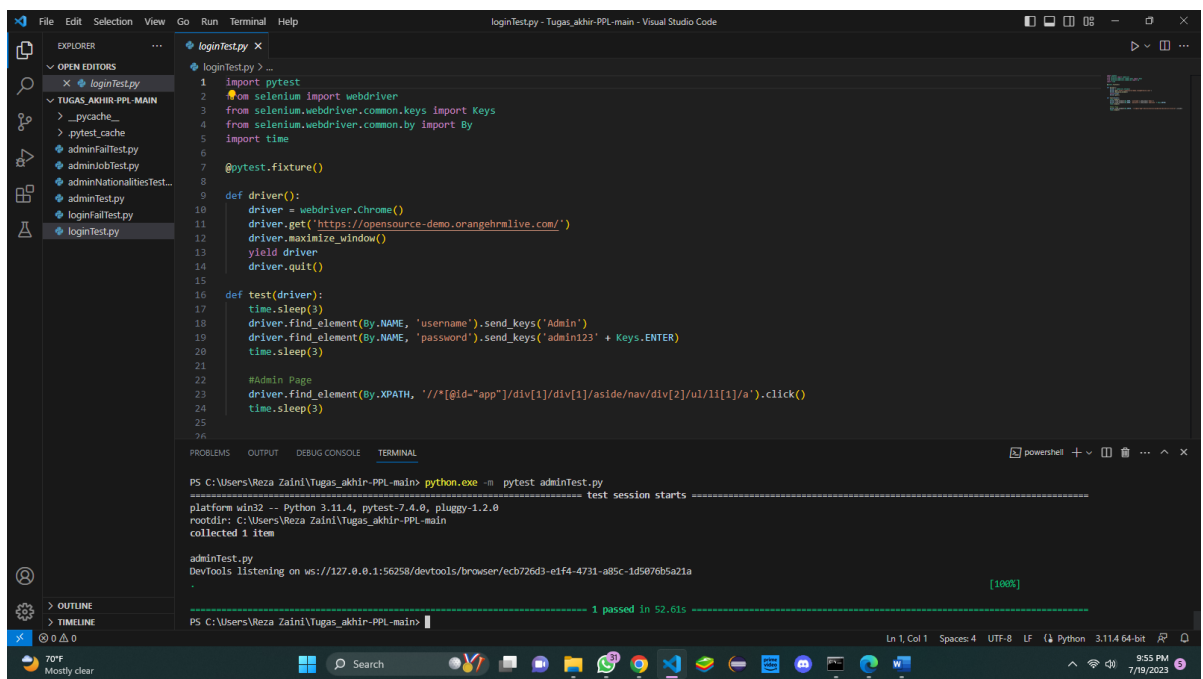 File Edit Selection View Go Run Terminal Help
loginTest.py - Tugas_akhir-PPL-main - Visual Studio Code
EXPLORER
OPEN EDITORS
loginTest.py
TUGAS_AKHIR-PPL-MAIN
__pycache__
.pytest_cache
adminFailTest.py
adminJobTest.py
adminNationalitiesTest...
adminTest.py
loginFailTest.py
loginTest.py
OUTLINE
TIMELINE
loginTest.py
loginTest.py > ...
1 import pytest
2 from selenium import webdriver
3 from selenium.webdriver.common.keys import Keys
4 from selenium.webdriver.common.by import By
5 import time
6
7 @pytest.fixture()
8
9 def driver():
10 driver = webdriver.Chrome()
11 driver.get('https://opensource-demo.orangehrmlive.com/')
12 driver.maximize_window()
13 yield driver
14 driver.quit()
15
16 def test(driver):
17 time.sleep(3)
18 driver.find_element(By.NAME, 'username').send_keys('Admin')
19 driver.find_element(By.NAME, 'password').send_keys('admin123' + Keys.ENTER)
20 time.sleep(3)
21
22 #Admin Page
23 driver.find_element(By.XPATH, '//*[@id="app"]/div[1]/div[1]/aside/nav/div[2]/ul/li[1]/a').click()
24 time.sleep(3)
25
26
PROBLEMS OUTPUT DEBUG CONSOLE TERMINAL
powershell
PS C:\Users\Reza Zaini\Tugas_akhir-PPL-main> python.exe -m pytest adminTest.py
test session starts
platform win32 -- Python 3.11.4, pytest-7.4.0, pluggy-1.2.0
rootdir: C:\Users\Reza Zaini\Tugas_akhir-PPL-main
collected 1 item
adminTest.py
DevTools listening on ws://127.0.0.1:56258/devtools/browser/ecb726d3-e1f4-4731-a85c-1d5076b5a21a
. [100%]
1 passed in 52.61s
PS C:\Users\Reza Zaini\Tugas_akhir-PPL-main>
0 0 Ln 1, Col 1 Spaces: 4 UTF-8 LF Python 3.11.4 64-bit
70°F
Mostly clear
Search
31
9:55 PM
7/19/2023
5